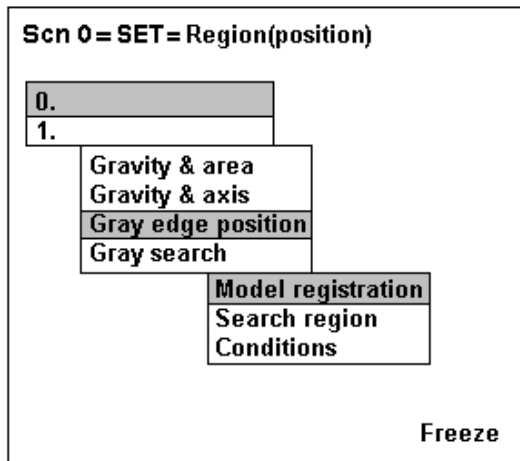 Scn 0=SET=Region(position)
0.
1.
Gravity & area
Gravity & axis
Gray edge position
Gray search
Model registration
Search region
Conditions
Freeze